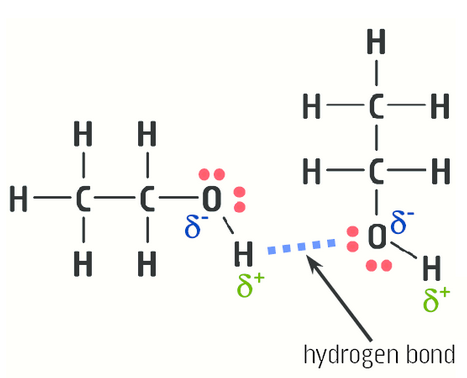 H
H—C—H
H H
H—C—H
H—C—C—O
δ-
O δ-
H
H
H H
δ+
δ+
hydrogen bond